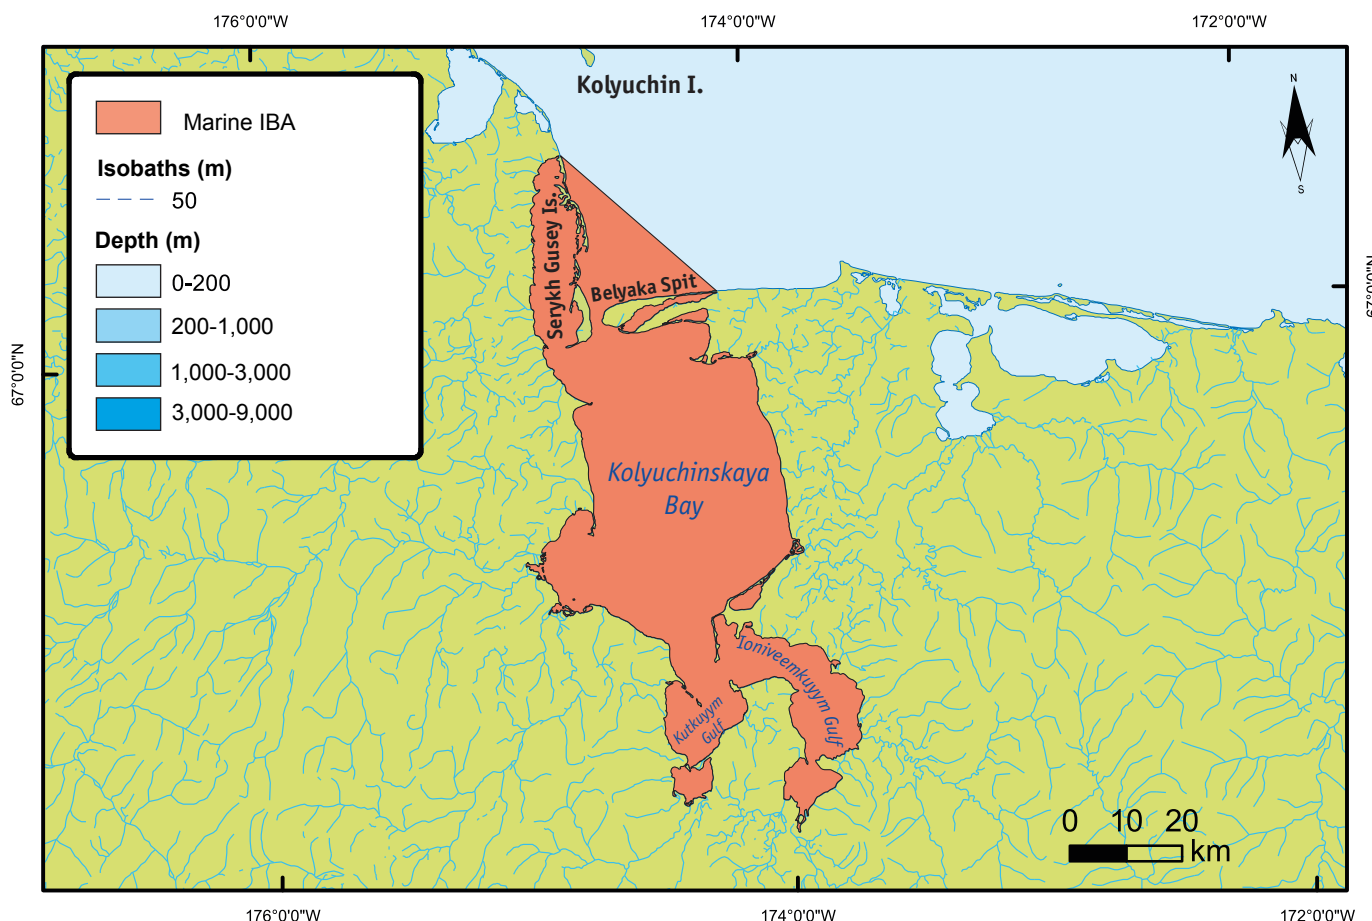 176°0'0"W
174°0'0"W
172°0'0"W
Kolyuchin I.
N
S
Marine IBA
Isobaths (m)
50
Depth (m)
0-200
200-1,000
1,000-3,000
3,000-9,000
Serykh Gusey Is.
Belyaka Spit
67°0'0"N
67°0'0"N
Kolyuchinskaya
Bay
Ioniveemkuyym Gulf
Kutkuyym
Gulf
0 10 20
km
176°0'0"W
174°0'0"W
172°0'0"W